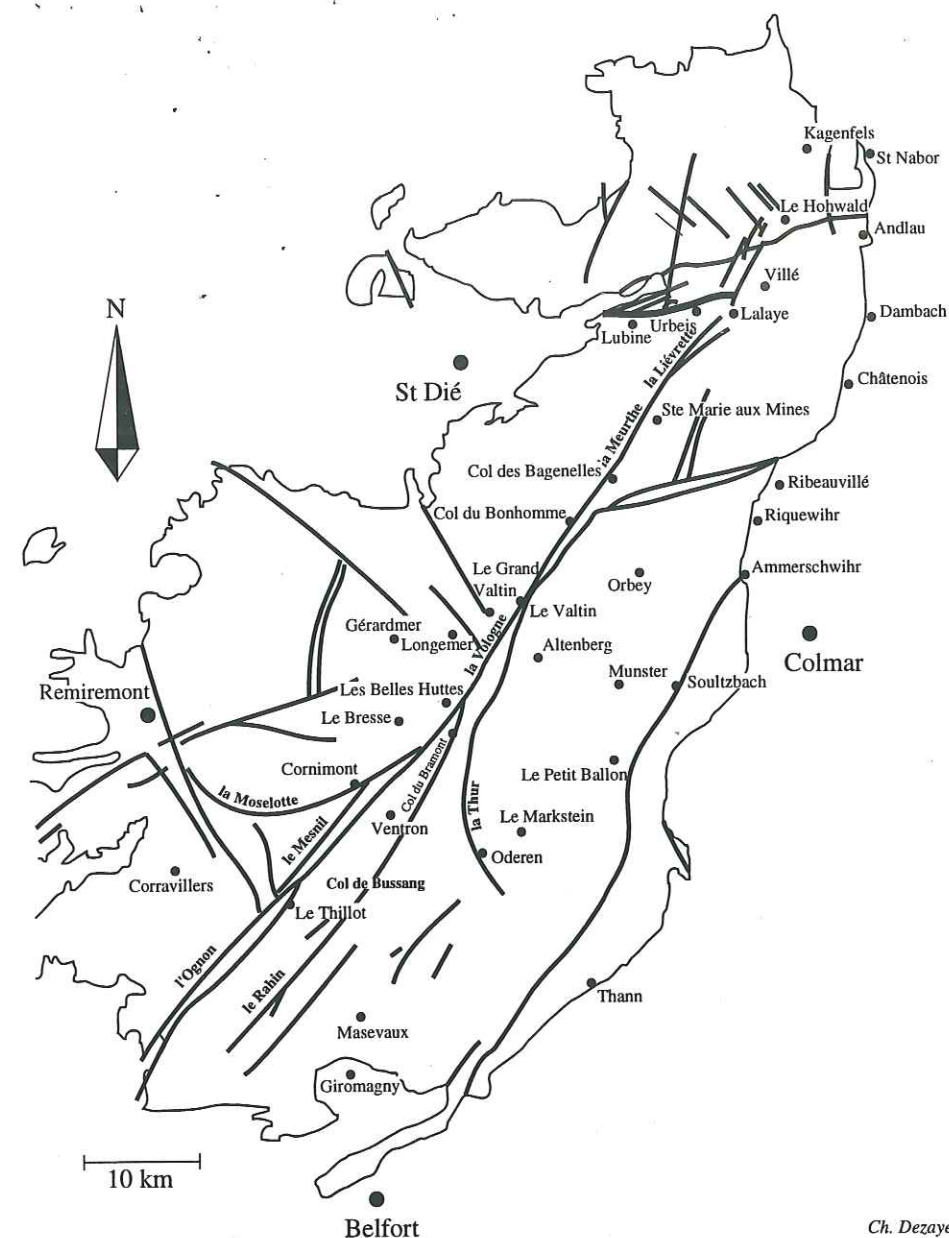 Kagenfels
St Nabor
Le Hohwald
Andlau
Villé
N
Dambach
Lalaye
Urbeis
Lubine
la Liévrette
St Dié
Châtenois
Ste Marie aux Mines
la Meurthe
Col des Bagenelles
Ribeauvillé
Col du Bonhomme
Riquewihr
Le Grand
Valtin
Ammerschwihr
Orbey
Le Valtin
Gérardmer
Longemer
la Vologne
Altenberg
Colmar
Munster
Soultzbach
Remiremont
Les Belles Huttes
Le Bresse
Col du Bramont
Le Petit Ballon
Cornimont
la Moselotte
la Thur
Le Markstein
Ventron
le Mesnil
Oderen
Corravillers
Col de Bussang
Le Thillot
l'Ognon
le Rahin
Thann
Masevaux
Giromagny
10 km
Belfort
Ch. Dezaye